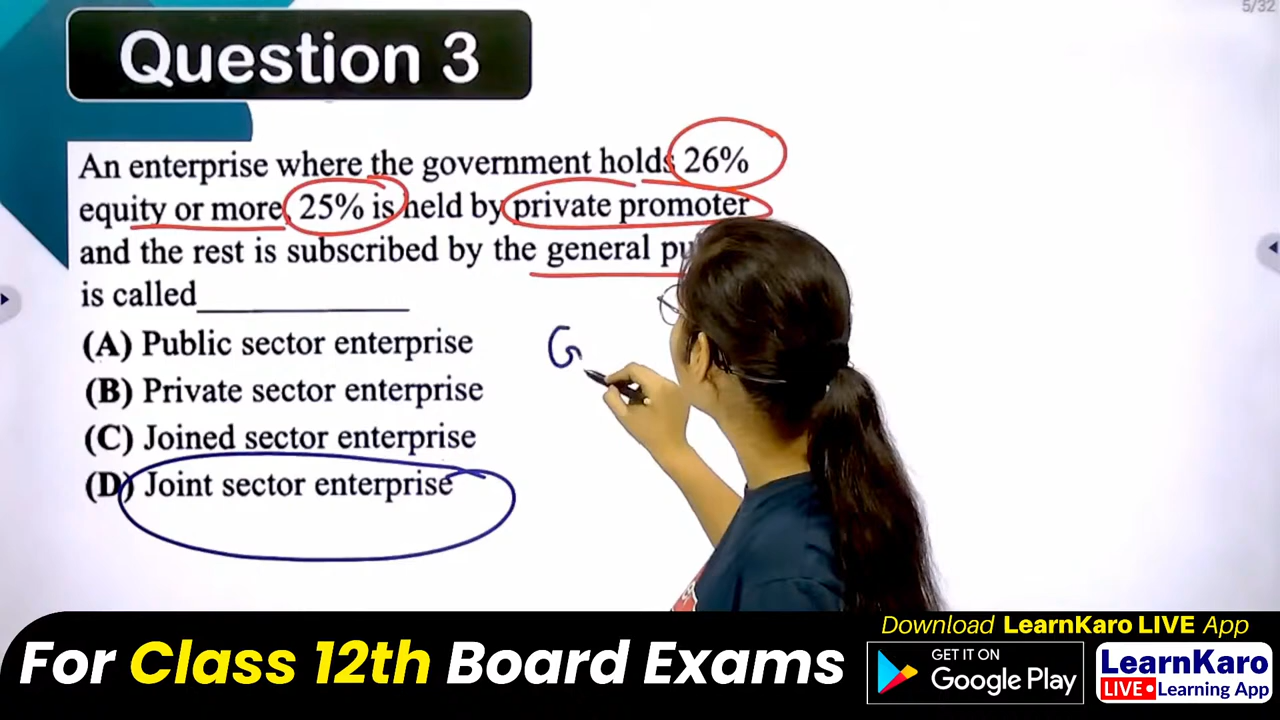 5/32
Question 3
An enterprise where the government holds 26%
equity or more, 25% is held by private promoter
and the rest is subscribed by the general
is called__________
(A) Public sector enterprise
(B) Private sector enterprise
(C) Joined sector enterprise
(D) Joint sector enterprise
G
For Class 12th Board Exams
Download LearnKaro LIVE App
GET IT ON
Google Play
LearnKaro
LIVE • Learning App